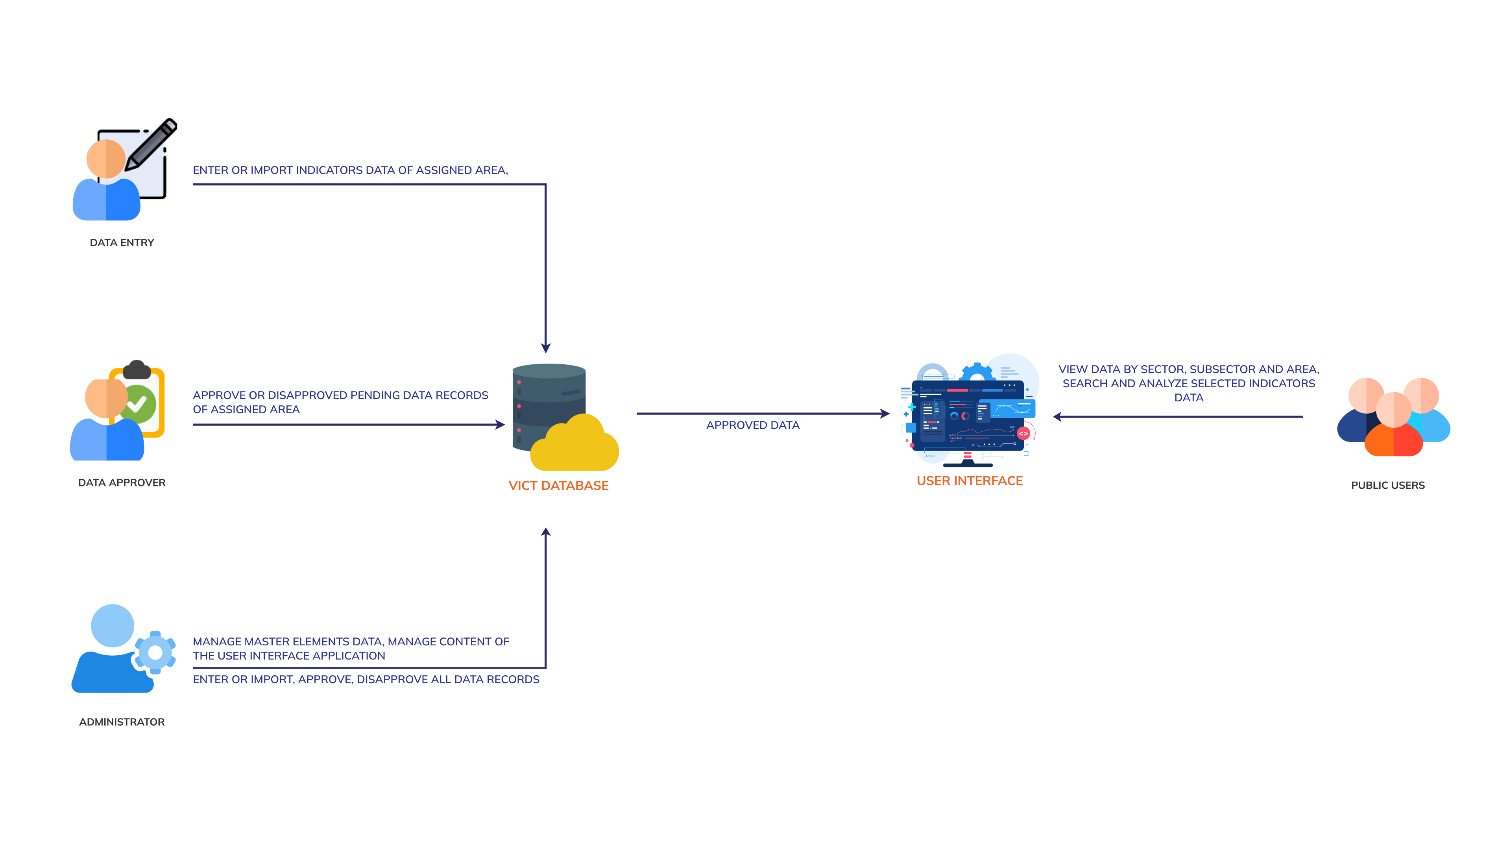 ENTER OR IMPORT INDICATORS DATA OF ASSIGNED AREA,
DATA ENTRY
APPROVE OR DISAPPROVED PENDING DATA RECORDS
OF ASSIGNED AREA
DATA APPROVER
VICT DATABASE
APPROVED DATA
USER INTERFACE
VIEW DATA BY SECTOR, SUBSECTOR AND AREA,
SEARCH AND ANALYZE SELECTED INDICATORS
DATA
PUBLIC USERS
MANAGE MASTER ELEMENTS DATA, MANAGE CONTENT OF
THE USER INTERFACE APPLICATION
ENTER OR IMPORT, APPROVE, DISAPPROVE ALL DATA RECORDS
ADMINISTRATOR